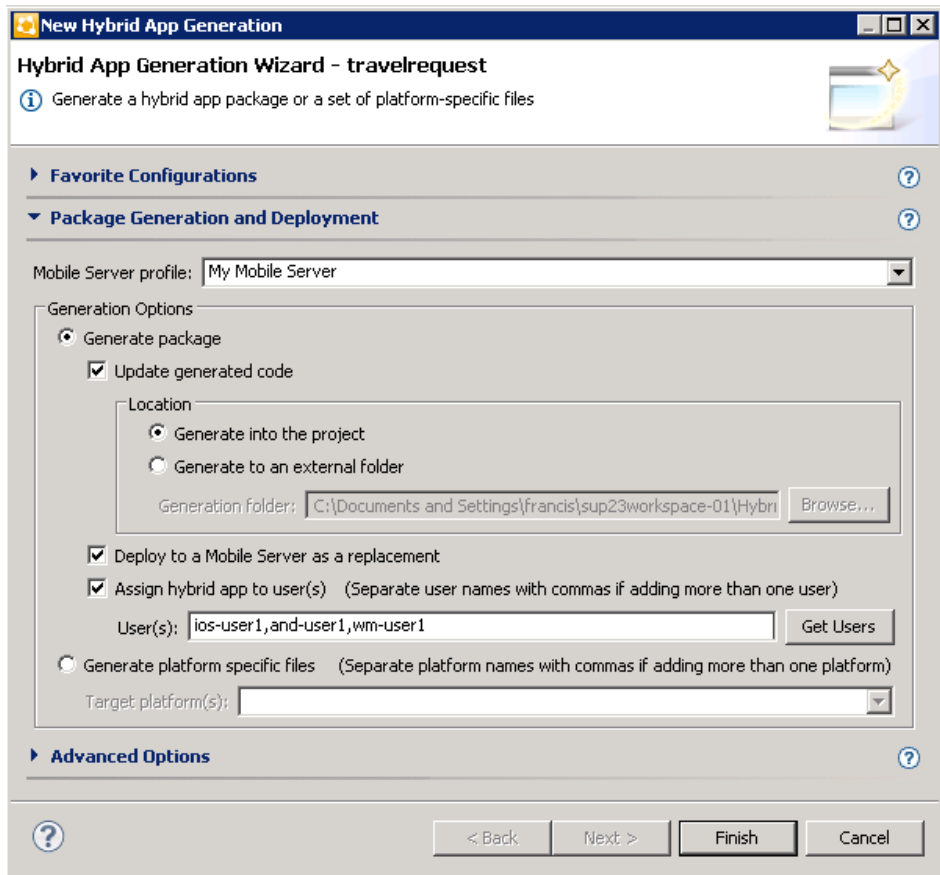 New Hybrid App Generation
Hybrid App Generation Wizard - travelrequest
Generate a hybrid app package or a set of platform-specific files
Favorite Configurations
Package Generation and Deployment
Mobile Server profile: My Mobile Server
Generation Options
Generate package
Update generated code
Location
Generate into the project
Generate to an external folder
Generation folder: C:\Documents and Settings\francis\sup23workspace-01\Hybri Browse...
Deploy to a Mobile Server as a replacement
Assign hybrid app to user(s) (Separate user names with commas if adding more than one user)
User(s): ios-user1,and-user1,wm-user1 Get Users
Generate platform specific files (Separate platform names with commas if adding more than one platform)
Target platform(s):
Advanced Options
< Back Next > Finish Cancel